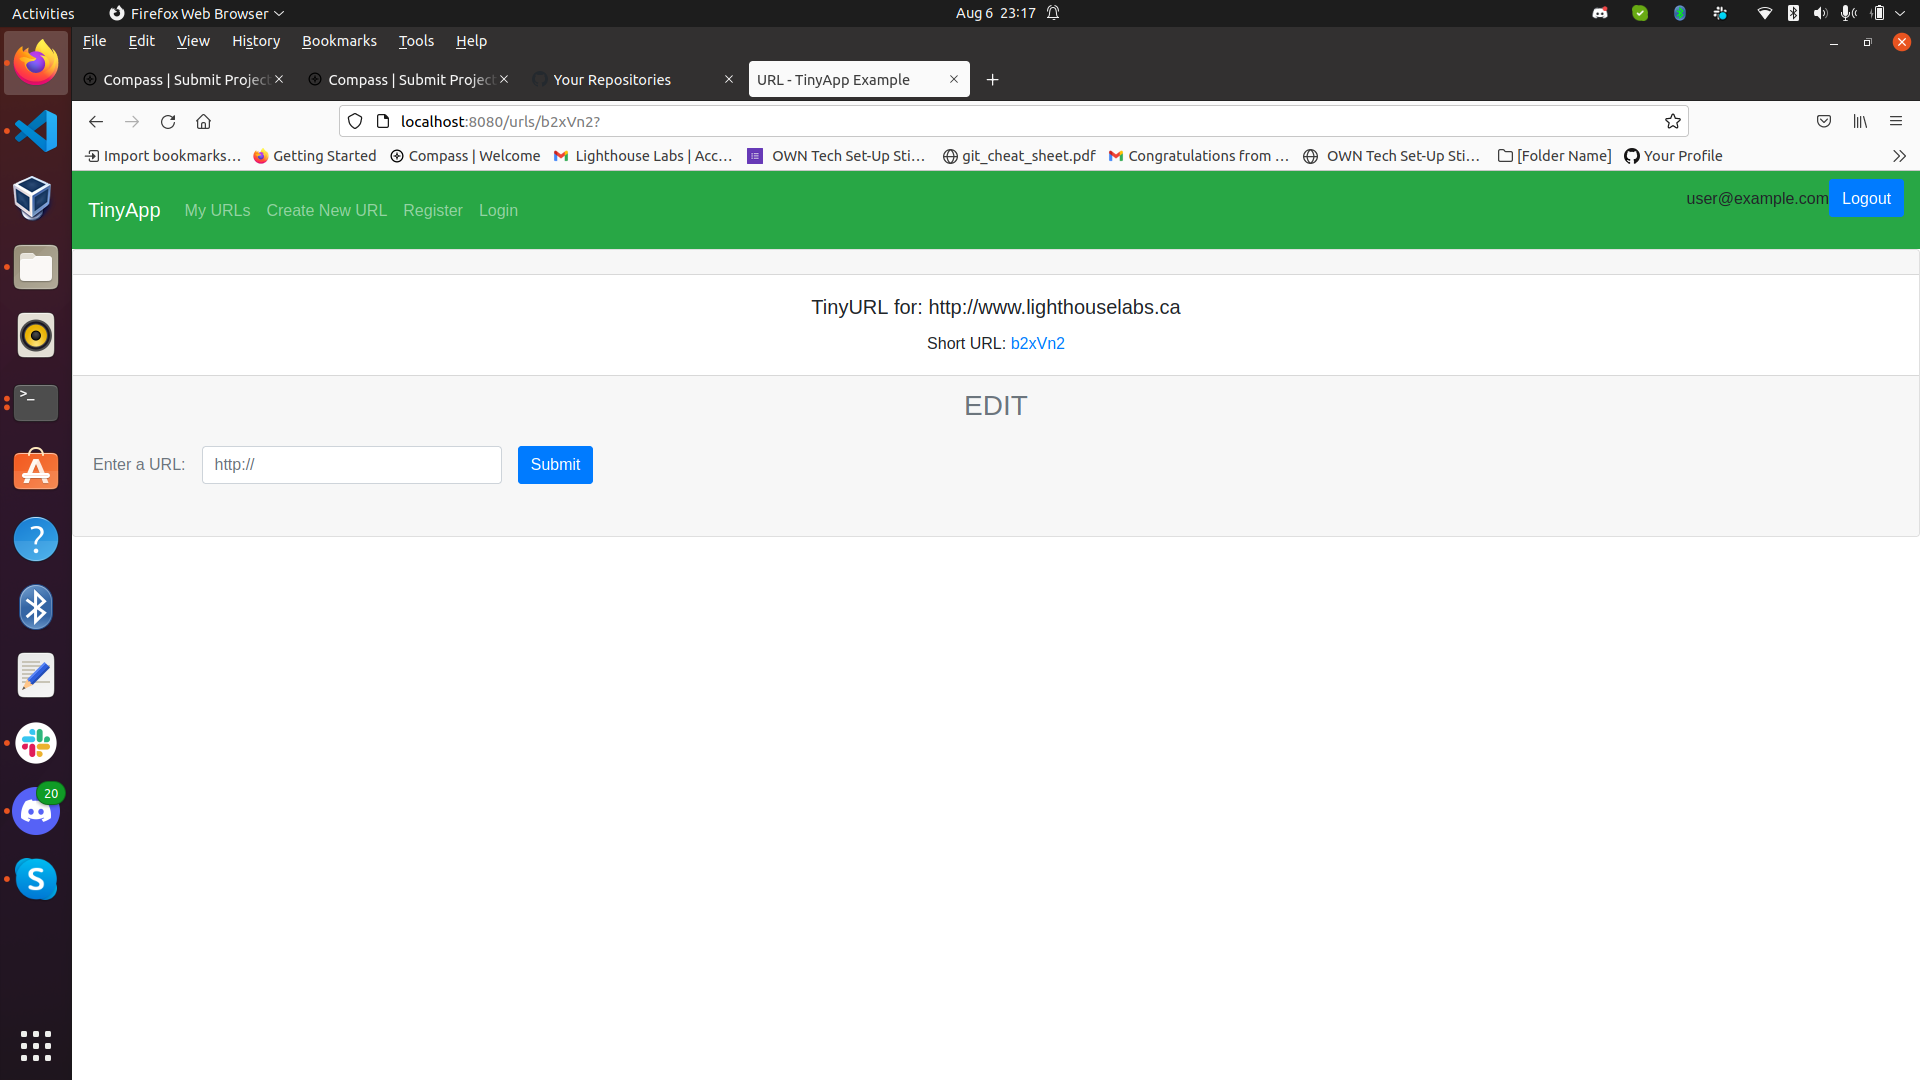 Activities
Firefox Web Browser
Aug 6 23:17
File Edit View History Bookmarks Tools Help
Compass | Submit Project
Compass | Submit Project
Your Repositories
URL - TinyApp Example
localhost:8080/urls/b2xVn2?
Import bookmarks…
Getting Started
Compass | Welcome
Lighthouse Labs | Acc…
OWN Tech Set-Up Sti…
git_cheat_sheet.pdf
Congratulations from …
OWN Tech Set-Up Sti…
[Folder Name]
Your Profile
TinyApp My URLs Create New URL Register Login
user@example.com Logout
TinyURL for: http://www.lighthouselabs.ca
Short URL: b2xVn2
EDIT
Enter a URL: http:// Submit
>_
?
20
S